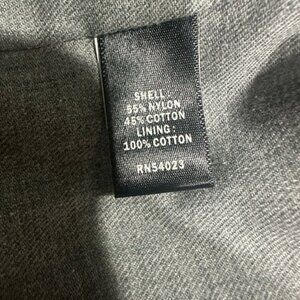 SHELL :
55% NYLON
45% COTTON
LINING :
100% COTTON
RN54023